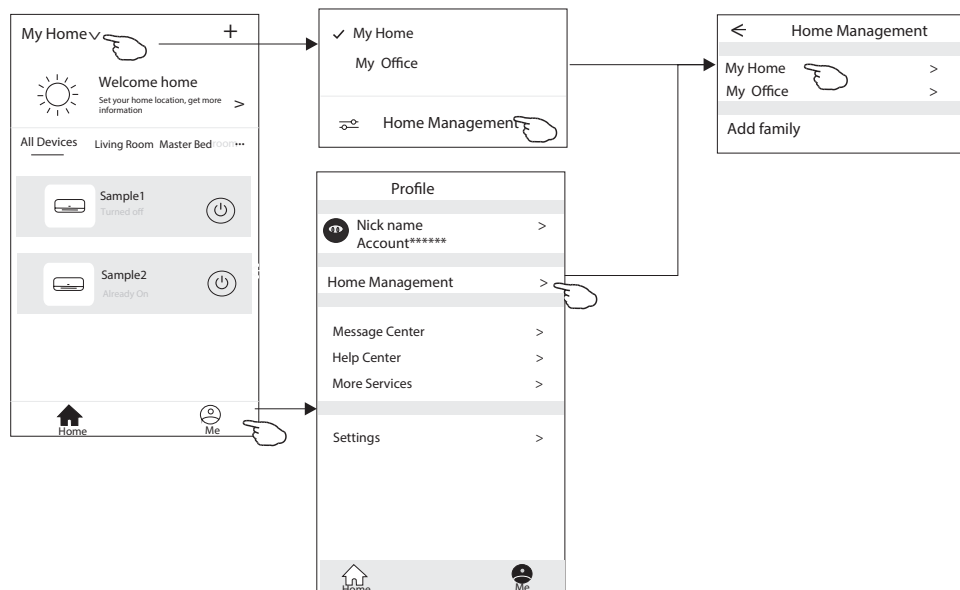 My Home
+
Welcome home
Set your home location, get more
information
>
All Devices Living Room Master Bedroom ...
Sample1
Turned off
Sample2
Already On
Home
Me
✓ My Home
My Office
Home Management
Profile
Nick name
>
Account******
Home Management >
Message Center >
Help Center >
More Services >
Settings >
Home
Me
Home Management
My Home >
My Office >
Add family